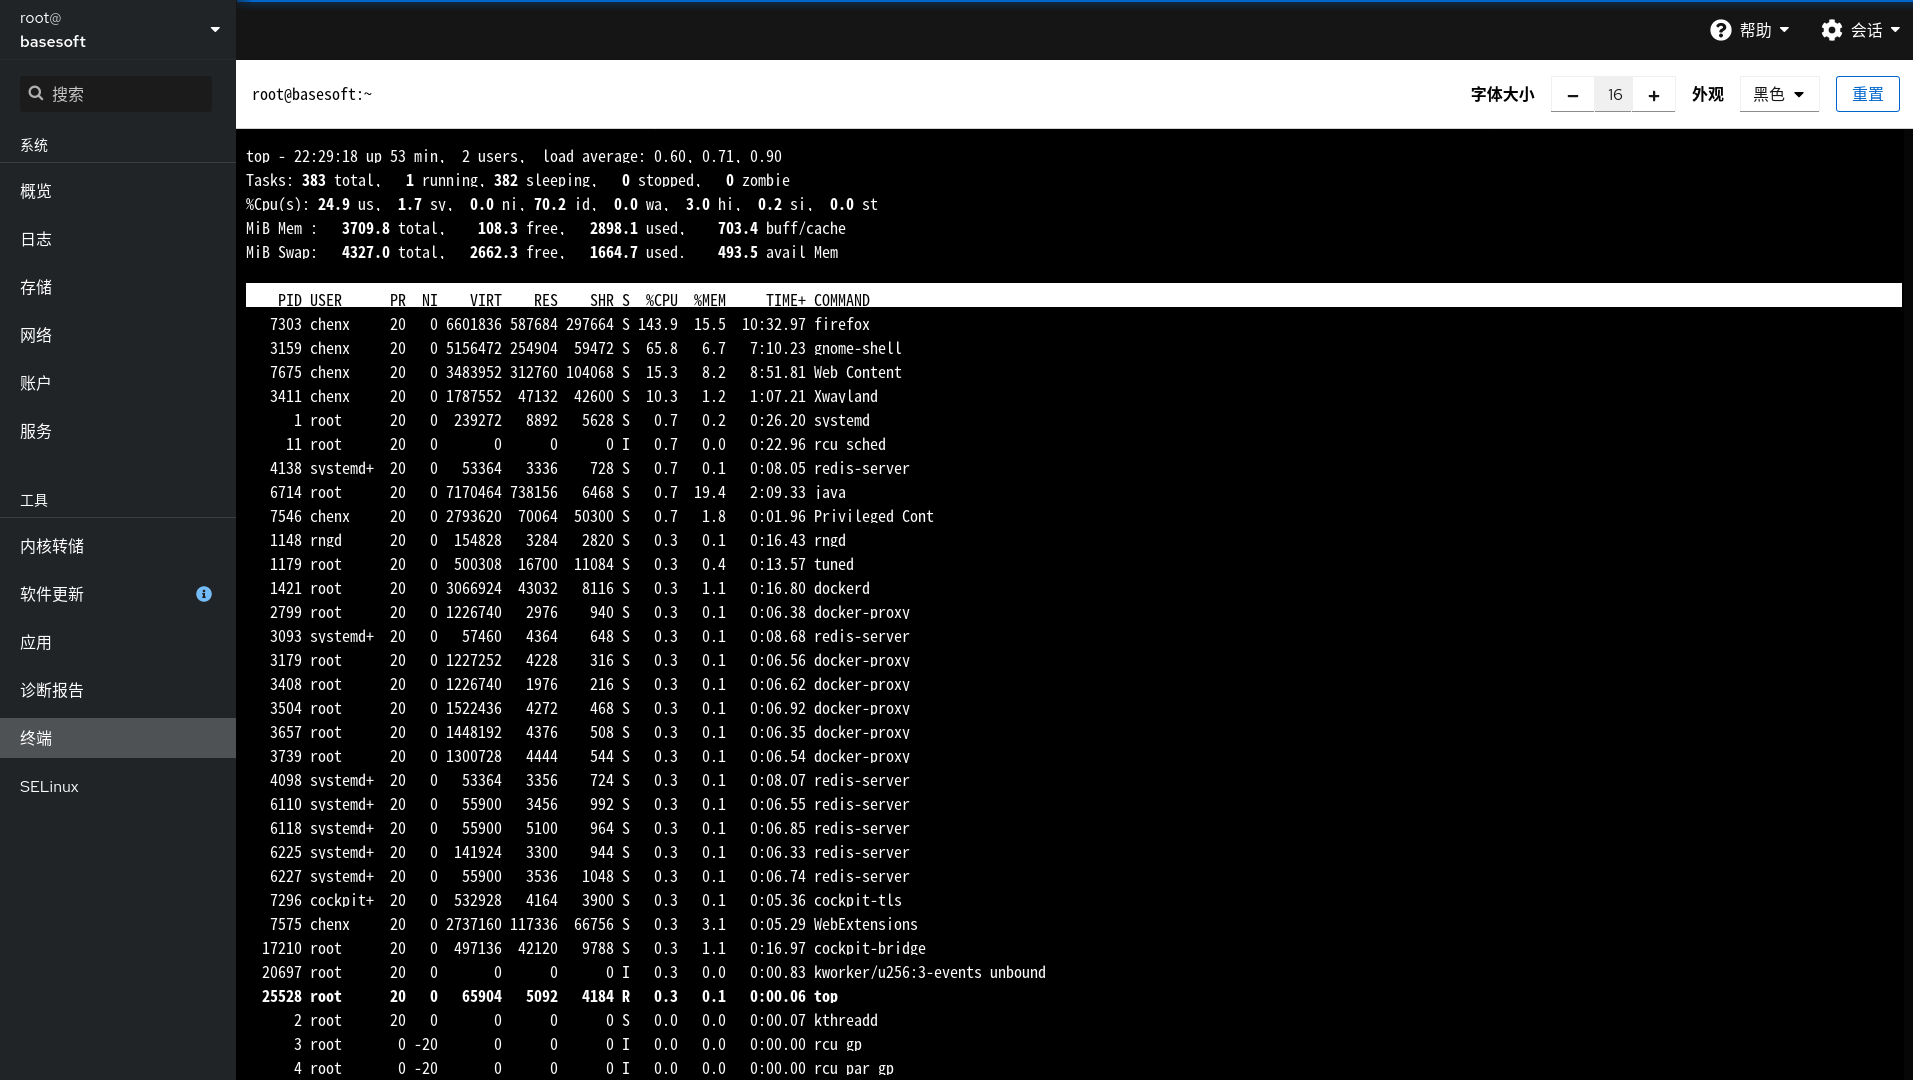 root@
basesoft
搜索
系统
概览
日志
存储
网络
账户
服务
工具
内核转储
软件更新
应用
诊断报告
终端
SELinux
帮助
会话
root@basesoft:~
字体大小 − 16 + 外观 黑色 重置
top - 22:29:18 up 53 min,  2 users,  load average: 0.60, 0.71, 0.90
Tasks: 383 total,   1 running, 382 sleeping,   0 stopped,   0 zombie
%Cpu(s): 24.9 us,  1.7 sy,  0.0 ni, 70.2 id,  0.0 wa,  3.0 hi,  0.2 si,  0.0 st
MiB Mem :   3709.8 total,    108.3 free,   2898.1 used,    703.4 buff/cache
MiB Swap:   4327.0 total,   2662.3 free,   1664.7 used.    493.5 avail Mem
PID USER      PR  NI    VIRT    RES    SHR S  %CPU  %MEM     TIME+ COMMAND
7303 chenx     20   0 6601836 587684 297664 S 143.9  15.5  10:32.97 firefox
3159 chenx     20   0 5156472 254904  59472 S  65.8   6.7   7:10.23 gnome-shell
7675 chenx     20   0 3483952 312760 104068 S  15.3   8.2   8:51.81 Web Content
3411 chenx     20   0 1787552  47132  42600 S  10.3   1.2   1:07.21 Xwayland
1 root      20   0  239272   8892   5628 S   0.7   0.2   0:26.20 systemd
11 root      20   0       0      0      0 I   0.7   0.0   0:22.96 rcu_sched
4138 systemd+  20   0   53364   3336    728 S   0.7   0.1   0:08.05 redis-server
6714 root      20   0 7170464 738156   6468 S   0.7  19.4   2:09.33 java
7546 chenx     20   0 2793620  70064  50300 S   0.7   1.8   0:01.96 Privileged Cont
1148 rngd      20   0  154828   3284   2820 S   0.3   0.1   0:16.43 rngd
1179 root      20   0  500308  16700  11084 S   0.3   0.4   0:13.57 tuned
1421 root      20   0 3066924  43032   8116 S   0.3   1.1   0:16.80 dockerd
2799 root      20   0 1226740   2976    940 S   0.3   0.1   0:06.38 docker-proxy
3093 systemd+  20   0   57460   4364    648 S   0.3   0.1   0:08.68 redis-server
3179 root      20   0 1227252   4228    316 S   0.3   0.1   0:06.56 docker-proxy
3408 root      20   0 1226740   1976    216 S   0.3   0.1   0:06.62 docker-proxy
3504 root      20   0 1522436   4272    468 S   0.3   0.1   0:06.92 docker-proxy
3657 root      20   0 1448192   4376    508 S   0.3   0.1   0:06.35 docker-proxy
3739 root      20   0 1300728   4444    544 S   0.3   0.1   0:06.54 docker-proxy
4098 systemd+  20   0   53364   3356    724 S   0.3   0.1   0:08.07 redis-server
6110 systemd+  20   0   55900   3456    992 S   0.3   0.1   0:06.55 redis-server
6118 systemd+  20   0   55900   5100    964 S   0.3   0.1   0:06.85 redis-server
6225 systemd+  20   0  141924   3300    944 S   0.3   0.1   0:06.33 redis-server
6227 systemd+  20   0   55900   3536   1048 S   0.3   0.1   0:06.74 redis-server
7296 cockpit+  20   0  532928   4164   3900 S   0.3   0.1   0:05.36 cockpit-tls
7575 chenx     20   0 2737160 117336  66756 S   0.3   3.1   0:05.29 WebExtensions
17210 root      20   0  497136  42120   9788 S   0.3   1.1   0:16.97 cockpit-bridge
20697 root      20   0       0      0      0 I   0.3   0.0   0:00.83 kworker/u256:3-events_unbound
25528 root      20   0   65904   5092   4184 R   0.3   0.1   0:00.06 top
2 root      20   0       0      0      0 S   0.0   0.0   0:00.07 kthreadd
3 root       0 -20       0      0      0 I   0.0   0.0   0:00.00 rcu_gp
4 root       0 -20       0      0      0 I   0.0   0.0   0:00.00 rcu_par_gp